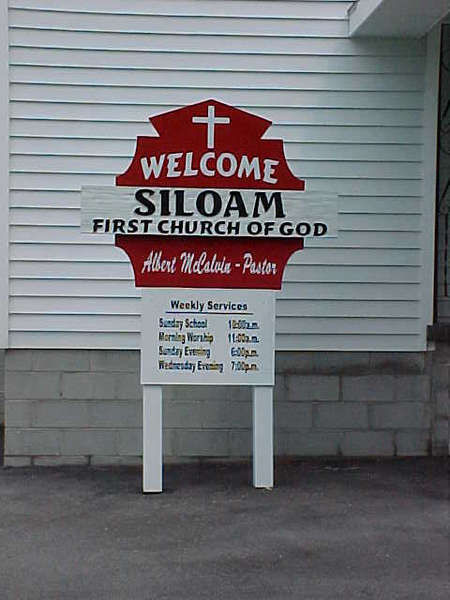 WELCOME
SILOAM
FIRST CHURCH OF GOD
Albert McCalvin - Pastor
Weekly Services
Sunday School 10:00a.m.
Morning Worship 11:00a.m.
Sunday Evening 6:00p.m.
Wednesday Evening 7:00p.m.